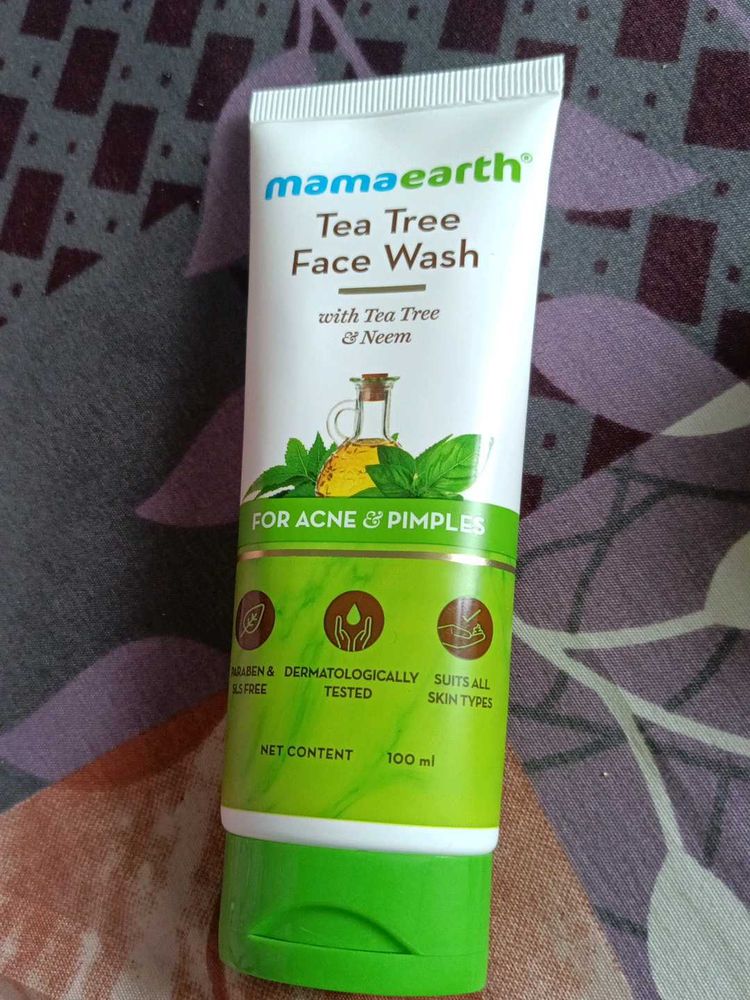 mamaearth®
Tea Tree
Face Wash
with Tea Tree
& Neem
FOR ACNE & PIMPLES
PARABEN &
SLS FREE
DERMATOLOGICALLY
TESTED
SUITS ALL
SKIN TYPES
NET CONTENT 100 ml